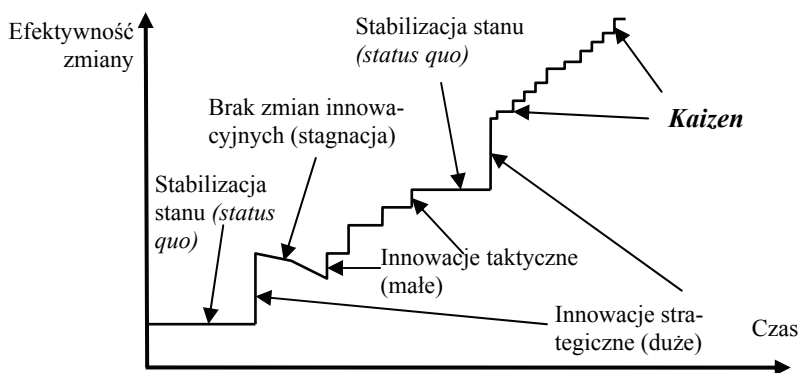 Efektywność
zmiany
Stabilizacja stanu
(status quo)
Brak zmian innowa-
cyjnych (stagnacja)
Kaizen
Stabilizacja
stanu (status
quo)
Innowacje taktyczne
(małe)
Innowacje stra-
tegiczne (duże)
Czas